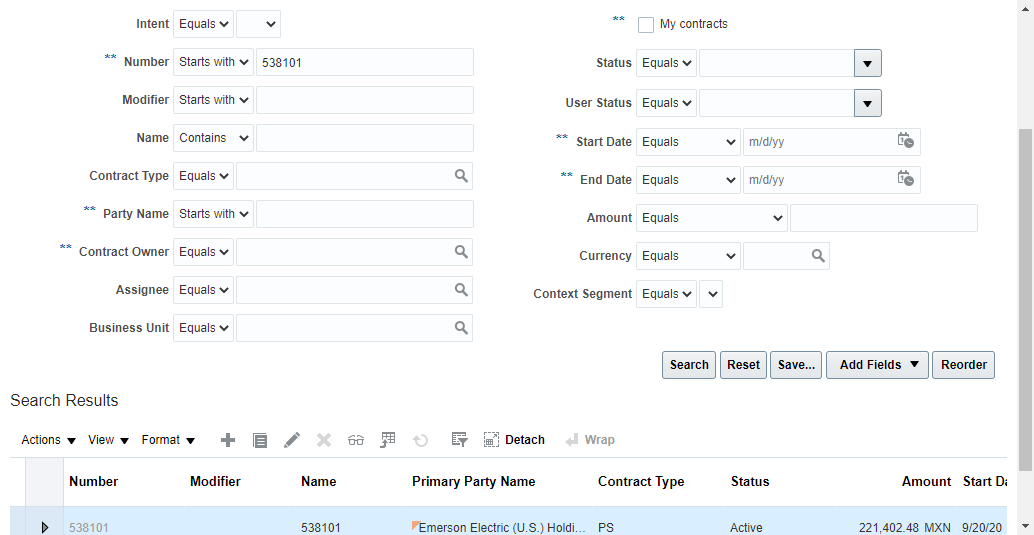 Intent Equals
** My contracts
** Number Starts with 538101
Status Equals
Modifier Starts with
User Status Equals
Name Contains
** Start Date Equals m/d/yy
Contract Type Equals
** End Date Equals m/d/yy
** Party Name Starts with
Amount Equals
** Contract Owner Equals
Currency Equals
Assignee Equals
Context Segment Equals
Business Unit Equals
Search Reset Save... Add Fields Reorder
Search Results
Actions View Format Detach Wrap
Number Modifier Name Primary Party Name Contract Type Status Amount Start Da
538101 538101 Emerson Electric (U.S.) Holdi... PS Active 221,402.48 MXN 9/20/20